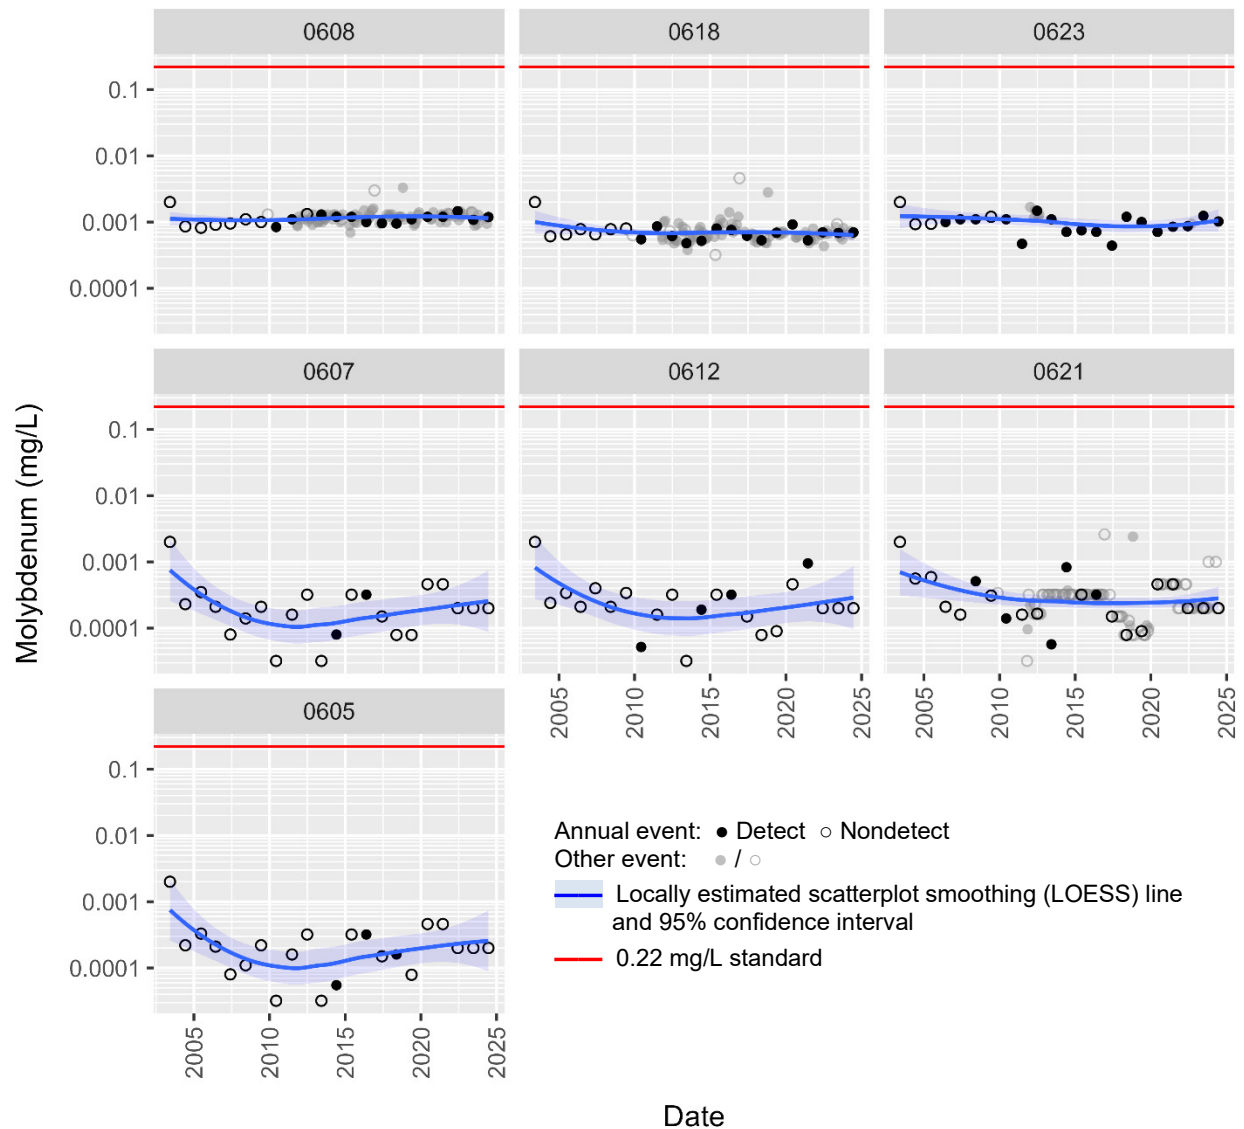 0608 0618 0623
0.1
0.01
0.001
0.0001
0607 0612 0621
0.1
0.01
0.001
0.0001
2005 2010 2015 2020 2025 2005 2010 2015 2020 2025
0605
0.1
0.01
0.001
0.0001
2005 2010 2015 2020 2025
Molybdenum (mg/L)
Date
Annual event: Detect Nondetect
Other event: /
Locally estimated scatterplot smoothing (LOESS) line
and 95% confidence interval
0.22 mg/L standard